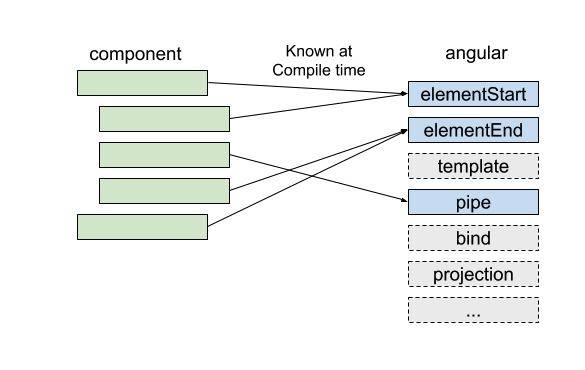 component
Known at
Compile time
angular
elementStart
elementEnd
template
pipe
bind
projection
...